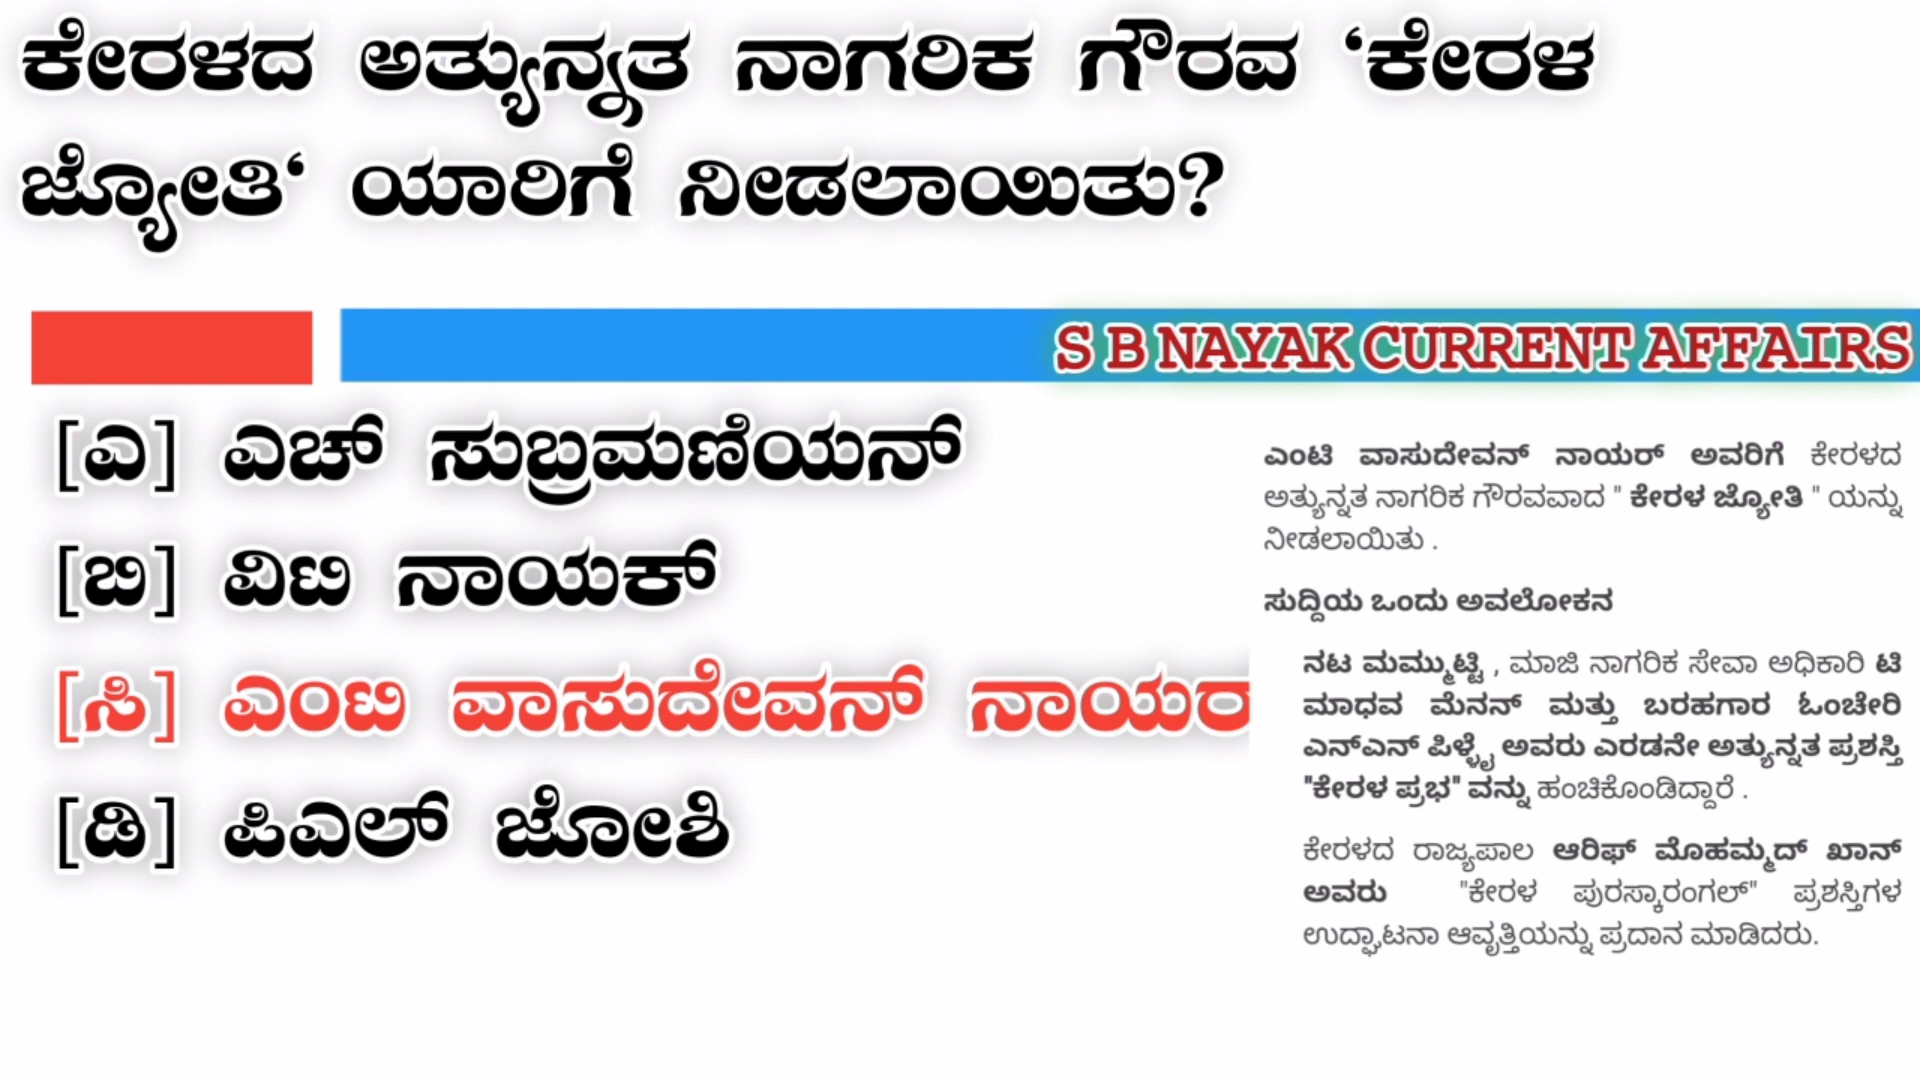 ಕೇರಳದ ಅತ್ಯುನ್ನತ ನಾಗರಿಕ ಗೌರವ ‘ಕೇರಳ
ಜ್ಯೋತಿ‘ ಯಾರಿಗೆ ನೀಡಲಾಯಿತು?
S B NAYAK CURRENT AFFAIRS
[ಎ] ಎಚ್ ಸುಬ್ರಮಣಿಯನ್
[ಬಿ] ವಿಟಿ ನಾಯಕ್
[ಸಿ] ಎಂಟಿ ವಾಸುದೇವನ್ ನಾಯರ
[ಡಿ] ಪಿಎಲ್ ಜೋಶಿ
ಎಂಟಿ ವಾಸುದೇವನ್ ನಾಯರ್ ಅವರಿಗೆ ಕೇರಳದ
ಅತ್ಯುನ್ನತ ನಾಗರಿಕ ಗೌರವವಾದ " ಕೇರಳ ಜ್ಯೋತಿ " ಯನ್ನು
ನೀಡಲಾಯಿತು .
ಸುದ್ದಿಯ ಒಂದು ಅವಲೋಕನ
ನಟ ಮಮ್ಮುಟ್ಟಿ , ಮಾಜಿ ನಾಗರಿಕ ಸೇವಾ ಅಧಿಕಾರಿ ಟಿ
ಮಾಧವ ಮೆನನ್ ಮತ್ತು ಬರಹಗಾರ ಓಂಚೇರಿ
ಎನ್ಎನ್ ಪಿಳ್ಳೈ ಅವರು ಎರಡನೇ ಅತ್ಯುನ್ನತ ಪ್ರಶಸ್ತಿ
"ಕೇರಳ ಪ್ರಭ" ವನ್ನು ಹಂಚಿಕೊಂಡಿದ್ದಾರೆ .
ಕೇರಳದ ರಾಜ್ಯಪಾಲ ಆರಿಫ್ ಮೊಹಮ್ಮದ್ ಖಾನ್
ಅವರು "ಕೇರಳ ಪುರಸ್ಕಾರಂಗಲ್" ಪ್ರಶಸ್ತಿಗಳ
ಉದ್ಘಾಟನಾ ಆವೃತ್ತಿಯನ್ನು ಪ್ರದಾನ ಮಾಡಿದರು.